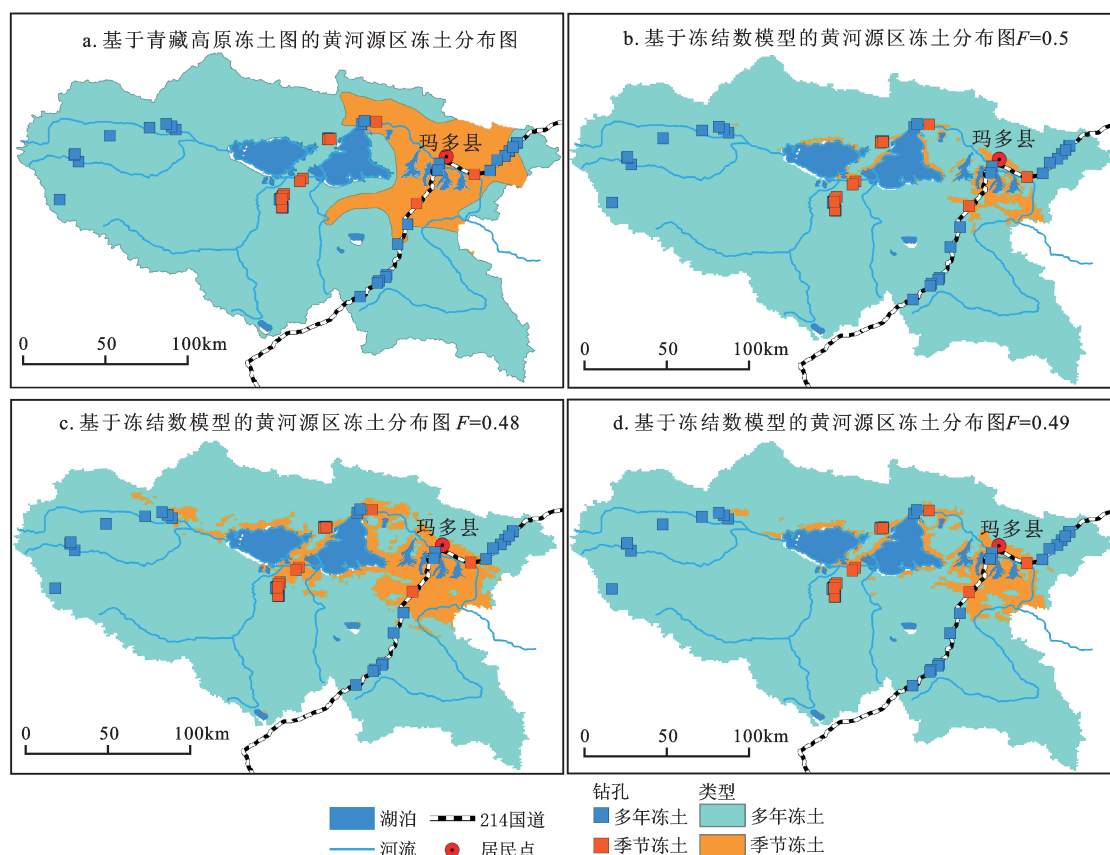 a. 基于青藏高原冻土图的黄河源区冻土分布图
玛多县
0 50 100km
b. 基于冻结数模型的黄河源区冻土分布图F=0.5
玛多县
0 50 100km
c. 基于冻结数模型的黄河源区冻土分布图 F=0.48
玛多县
0 50 100km
d. 基于冻结数模型的黄河源区冻土分布图F=0.49
玛多县
0 50 100km
钻孔 类型
湖泊 214国道 多年冻土 多年冻土
河流 居民点 季节冻土 季节冻土